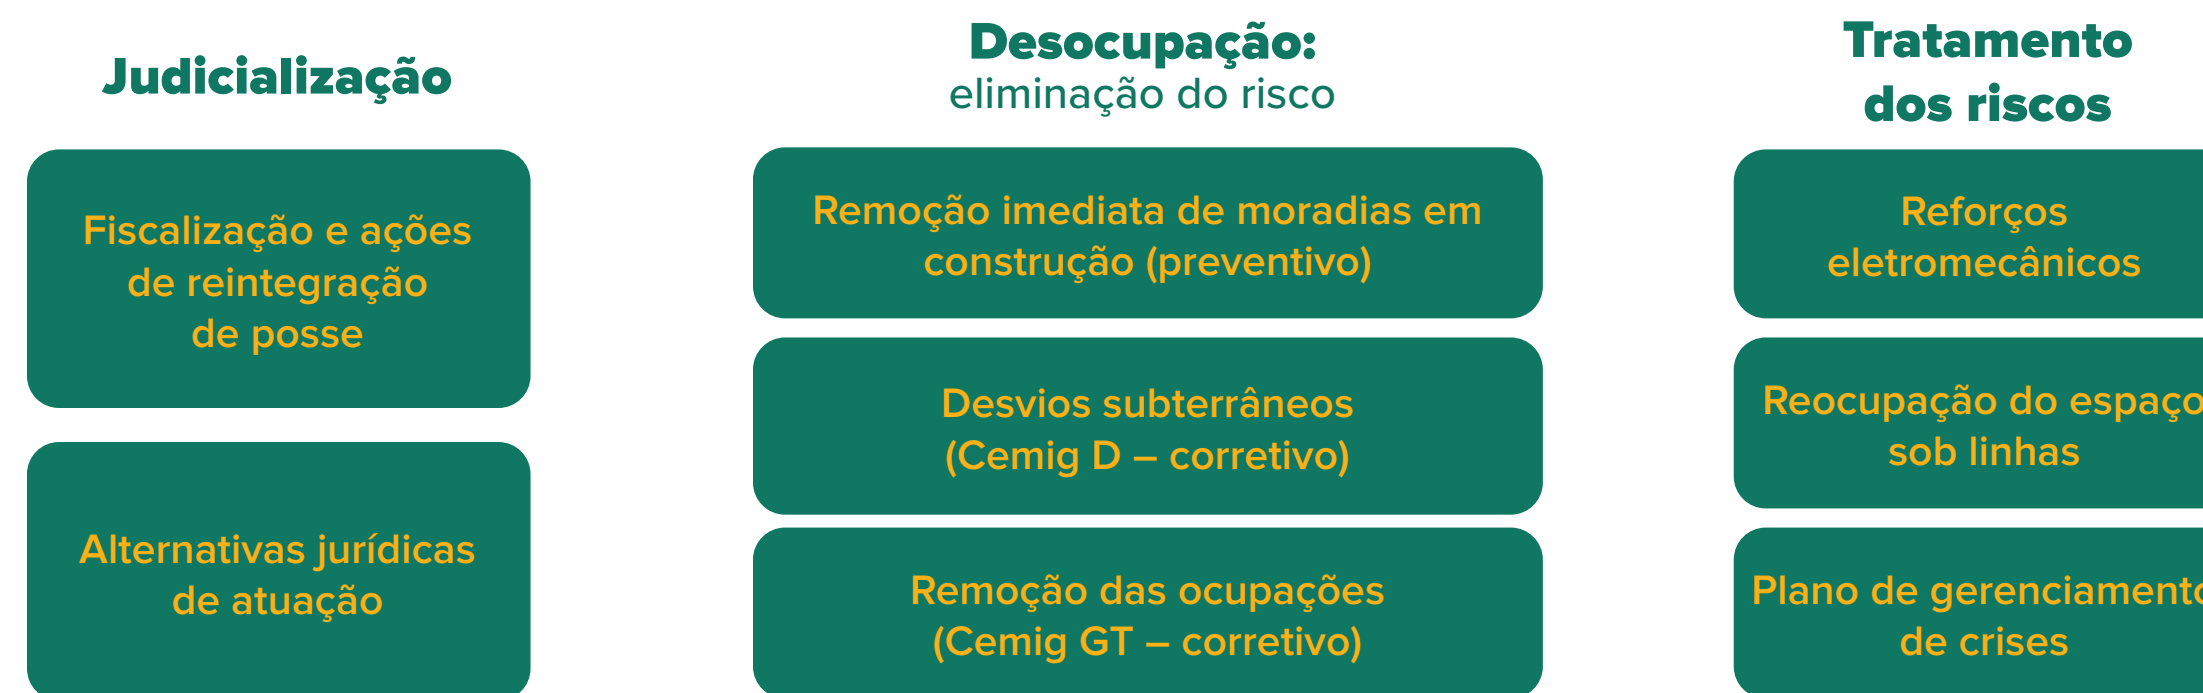 Judicialização
Fiscalização e ações
de reintegração
de posse
Alternativas jurídicas
de atuação
Desocupação:
eliminação do risco
Remoção imediata de moradias em
construção (preventivo)
Desvios subterrâneos
(Cemig D – corretivo)
Remoção das ocupações
(Cemig GT – corretivo)
Tratamento
dos riscos
Reforços
eletromecânicos
Reocupação do espaço
sob linhas
Plano de gerenciamento
de crises